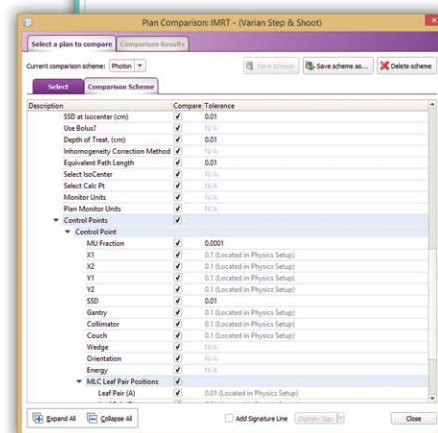 Plan Comparison: IMRT - (Varian Step & Shoot)
Select a plan to compare Comparison Results
Current comparison scheme: Photon Save scheme Save scheme as... Delete scheme
Select Comparison Scheme
Description Compare Tolerance
SSD at Isocenter (cm) 0.01
Use Bolus? N/A
Depth of Treat. (cm) 0.01
Inhomogeneity Correction Method N/A
Equivalent Path Length 0.01
Select IsoCenter N/A
Select Calc Pt N/A
Monitor Units N/A
Plan Monitor Units N/A
Control Points
Control Point
MU Fraction 0.0001
X1 0.1 (Located in Physics Setup)
X2 0.1 (Located in Physics Setup)
Y1 0.1 (Located in Physics Setup)
Y2 0.1 (Located in Physics Setup)
SSD 0.01
Gantry 0.1 (Located in Physics Setup)
Collimator 0.1 (Located in Physics Setup)
Couch 0.1 (Located in Physics Setup)
Wedge N/A
Orientation N/A
Energy N/A
MLC Leaf Pair Positions
Leaf Pair (A) 0.01 (Located in Physics Setup)
Expand All Collapse All Add Signature Line Digitally Sign Close